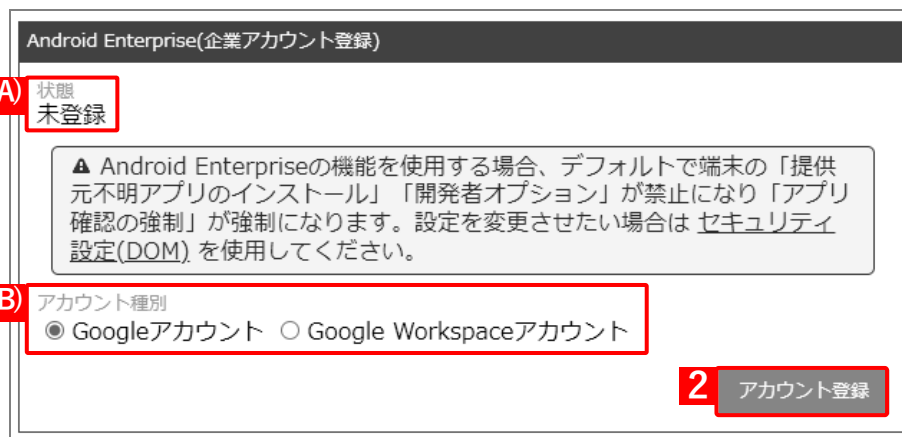 Android Enterprise(企業アカウント登録)
A)
状態
未登録
▲ Android Enterpriseの機能を使用する場合、デフォルトで端末の「提供
元不明アプリのインストール」「開発者オプション」が禁止になり「アプリ
確認の強制」が強制になります。設定を変更させたい場合は セキュリティ
設定(DOM) を使用してください。
B)
アカウント種別
Googleアカウント Google Workspaceアカウント
2 アカウント登録